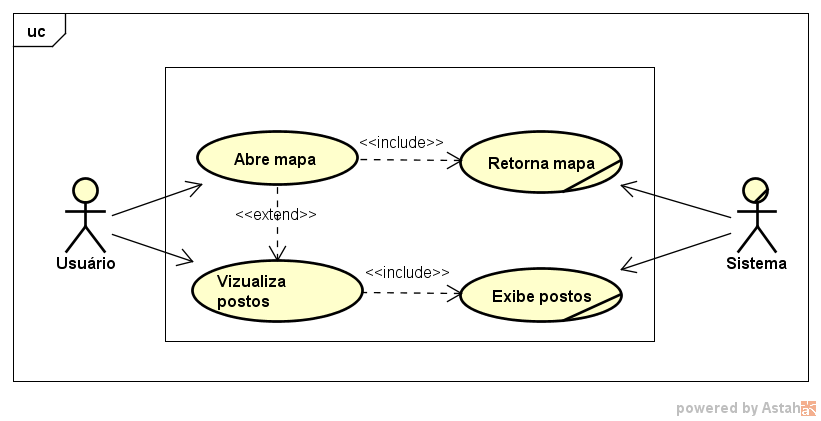 uc
<<include>>
Abre mapa
Retorna mapa
<<extend>>
Usuário
Sistema
<<include>>
Vizualiza
postos
Exibe postos
powered by Astah